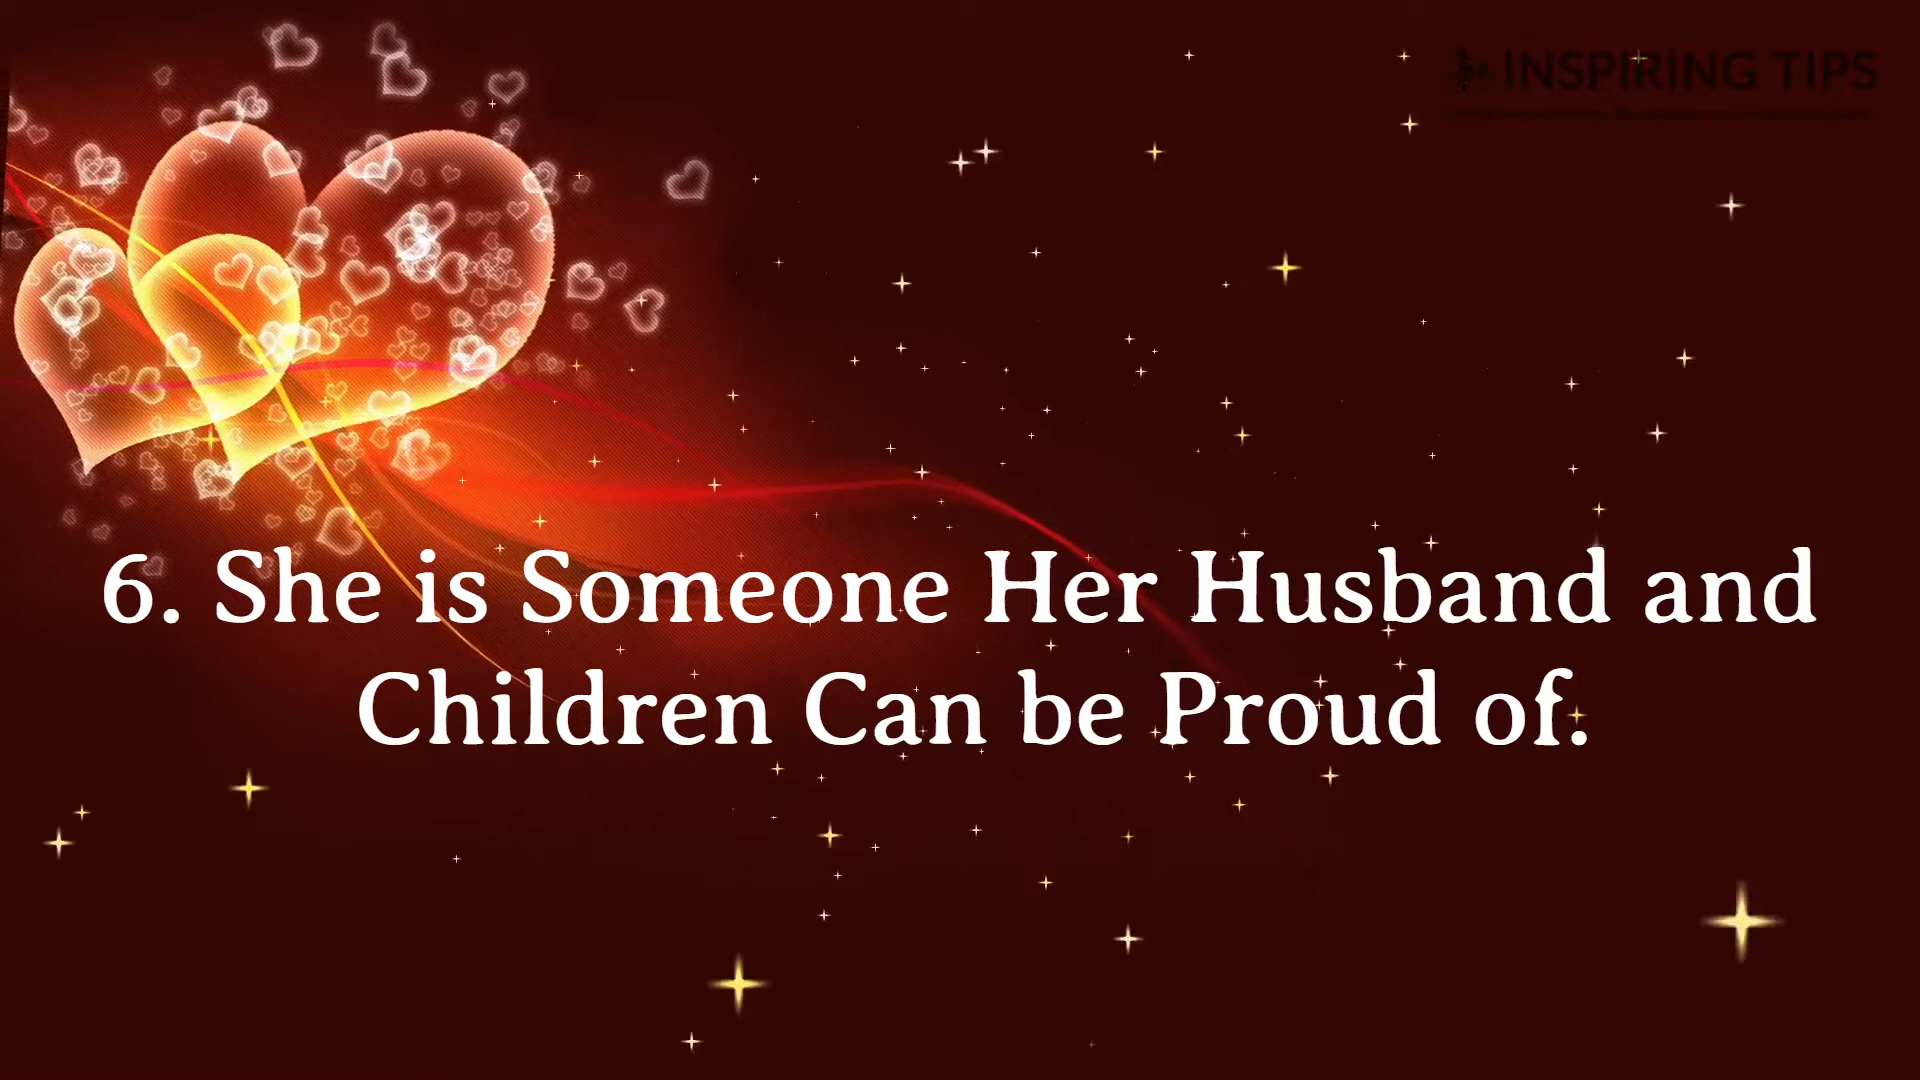 INSPIRING TIPS
6. She is Someone Her Husband and
Children Can be Proud of.